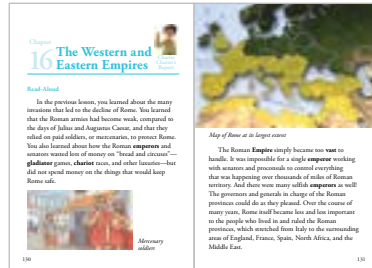 Chapter
16
The Western and
Eastern Empires
Charlie
Chatter's
Report
Read-Aloud
In the previous lesson, you learned about the many
invasions that led to the decline of Rome. You learned
that the Roman armies had become weak, compared to
the days of Julius and Augustus Caesar, and that they
relied on paid soldiers, or mercenaries, to protect Rome.
You also learned about how the Roman emperors and
senators wasted lots of money on "bread and circuses"—
gladiator games, chariot races, and other luxuries—but
did not spend money on the things that would keep
Rome safe.
Mercenary
soldiers
130
Map of Rome at its largest extent
The Roman Empire simply became too vast to
handle. It was impossible for a single emperor working
with senators and proconsuls to control everything
that was happening over thousands of miles of Roman
territory. And there were many selfish emperors as well!
The governors and generals in charge of the Roman
provinces could do as they pleased. Over the course of
many years, Rome itself became less and less important
to the people who lived in and ruled the Roman
provinces, which stretched from Italy to the surrounding
areas of England, France, Spain, North Africa, and the
Middle East.
131